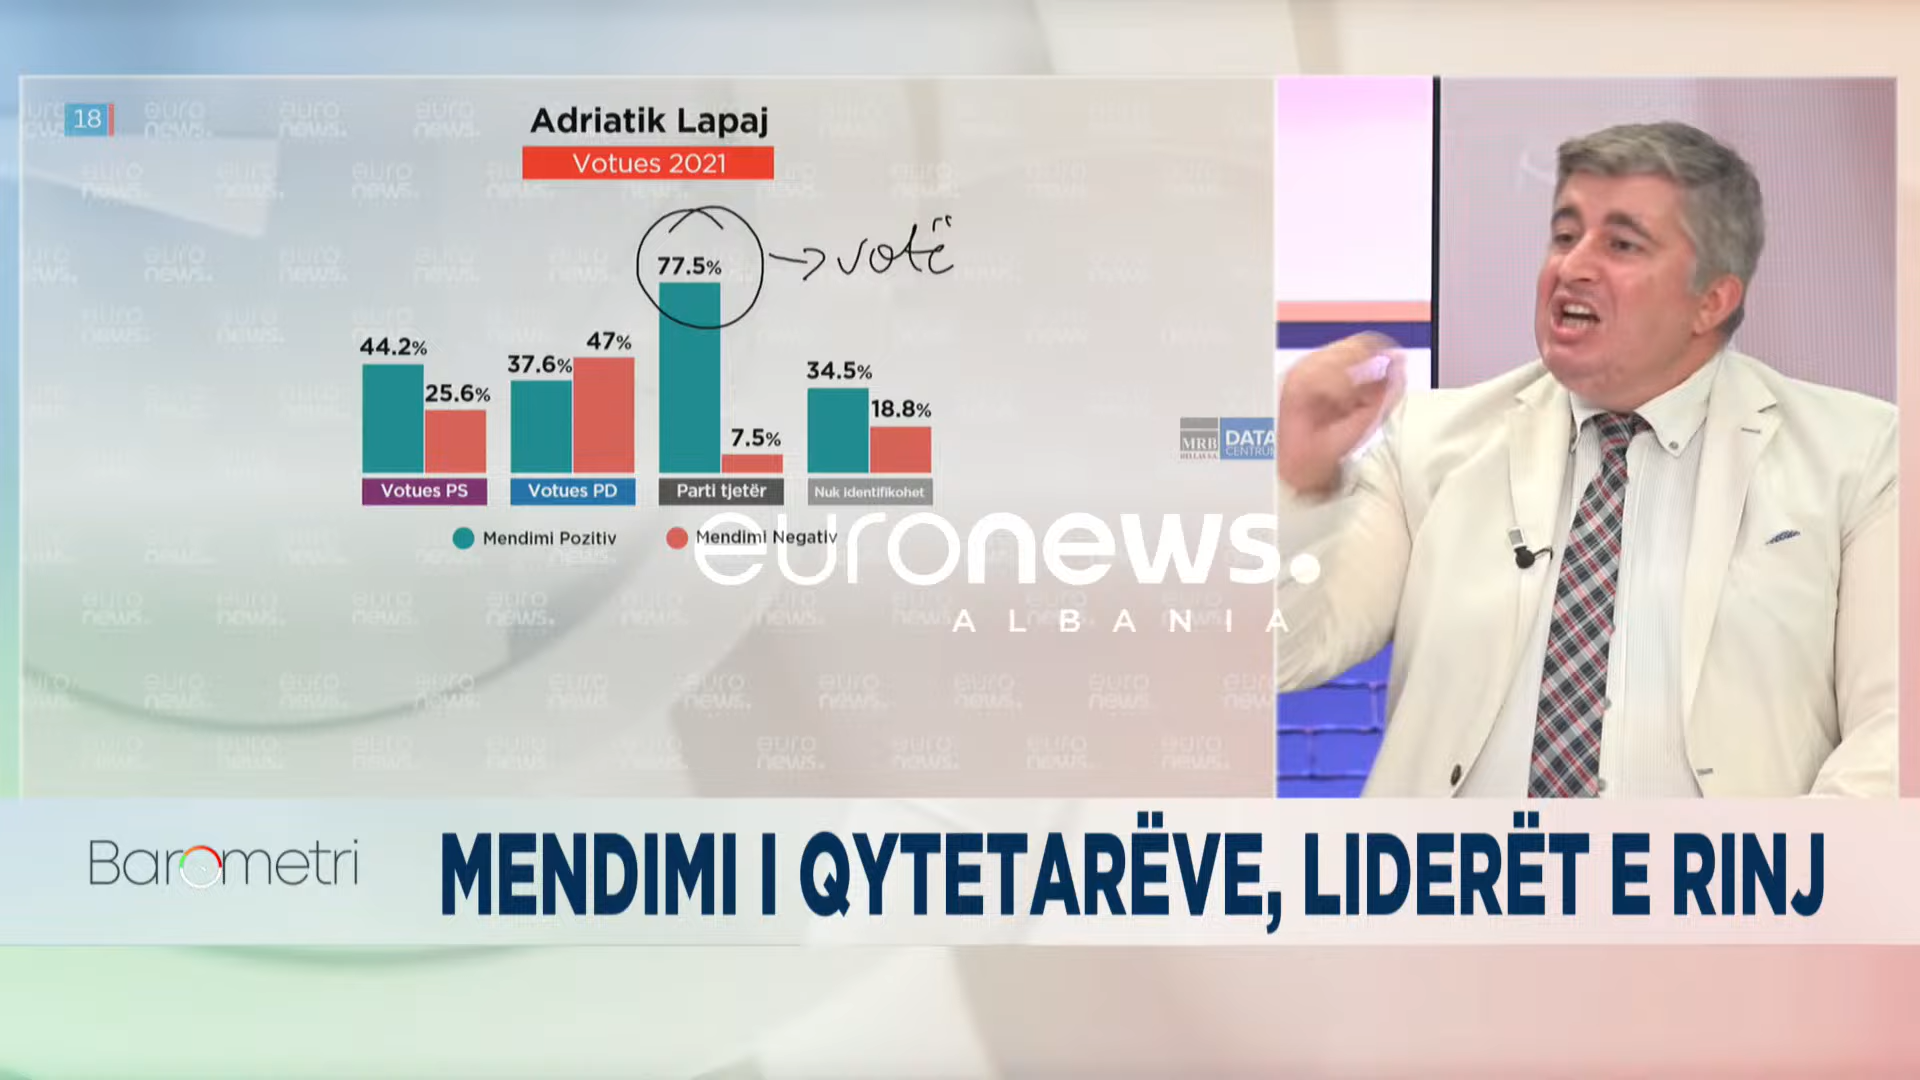 18
Adriatik Lapaj
Votues 2021
77.5%
votë
44.2%
25.6%
37.6%
47%
7.5%
34.5%
18.8%
Votues PS
Votues PD
Parti tjetër
Nuk identifikohet
Mendimi Pozitiv
Mendimi Negativ
MRB
DATA
CENTRUM
euronews.
ALBANIA
Barometri
MENDIMI I QYTETARËVE, LIDERËT E RINJ